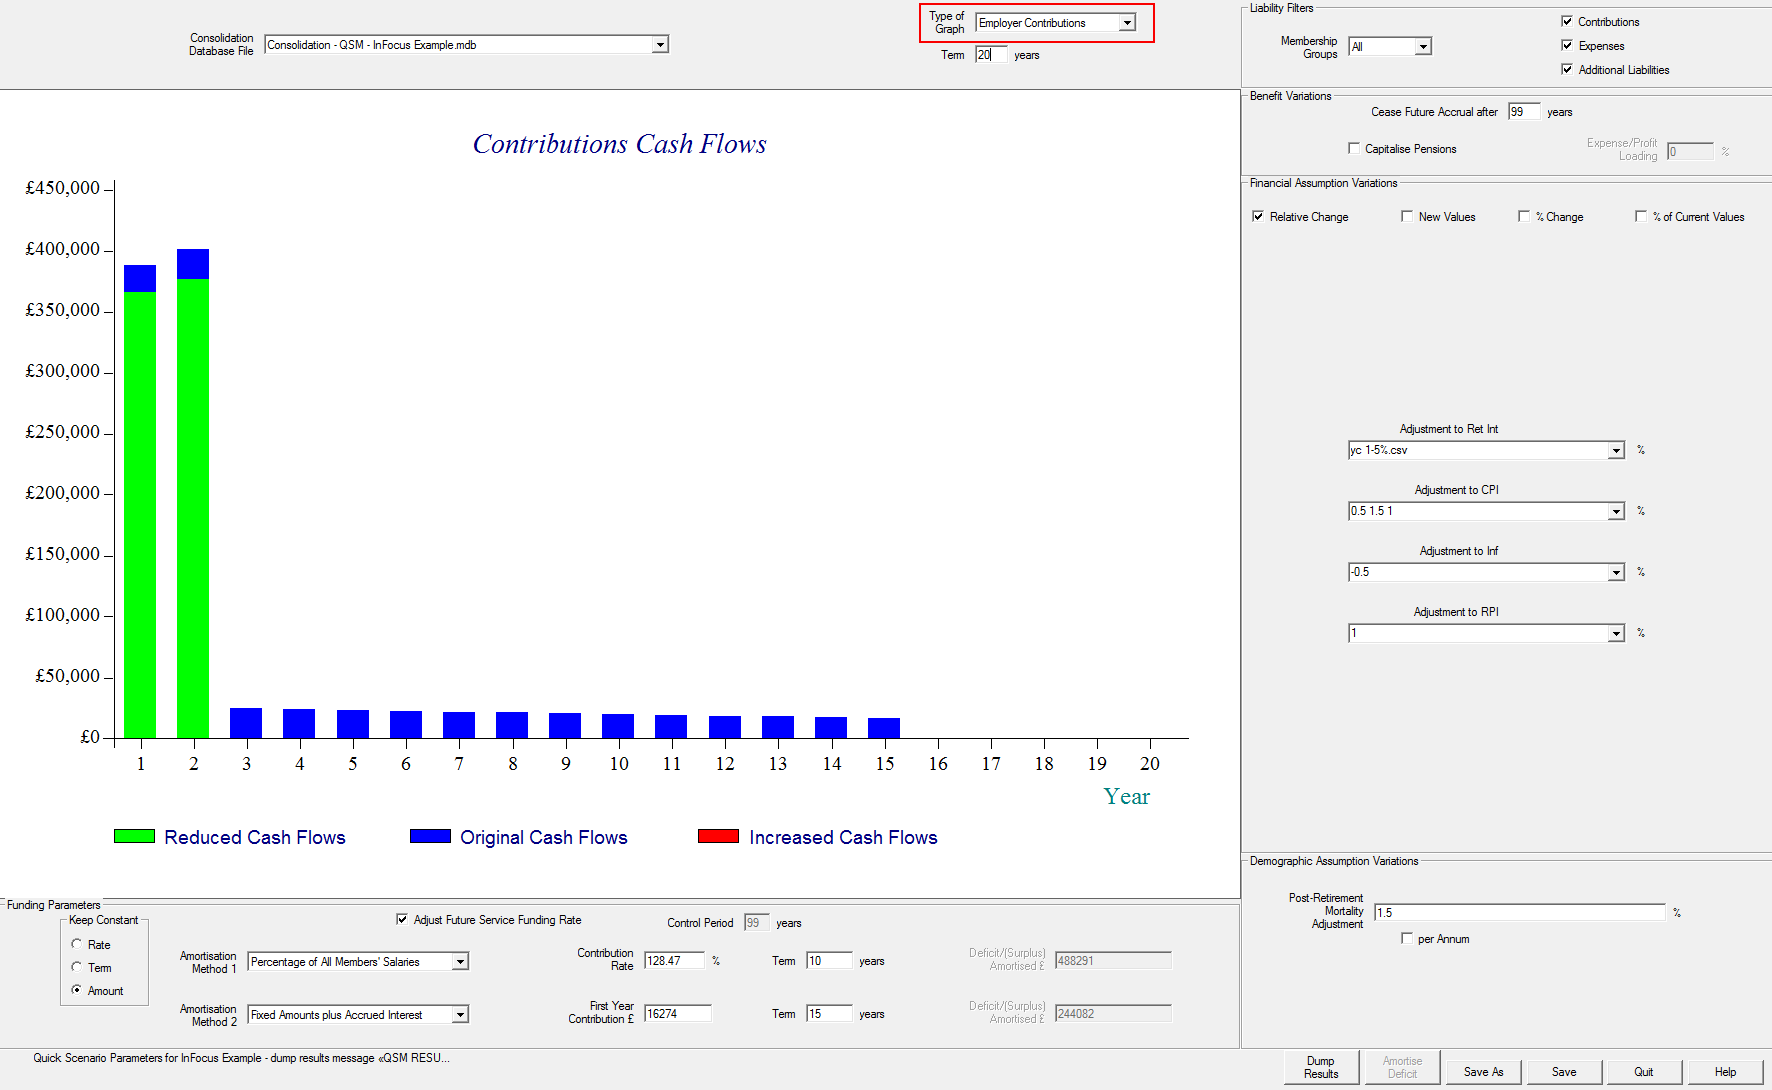 Consolidation
Database File
Consolidation - QSM - InFocus Example.mdb
Type of
Graph
Employer Contributions
Term
20
years
Liability Filters
Membership
Groups
All
Contributions
Expenses
Additional Liabilities
Benefit Variations
Cease Future Accrual after
99
years
Capitalise Pensions
Expense/Profit
Loading
0
%
Financial Assumption Variations
Relative Change
New Values
% Change
% of Current Values
Adjustment to Ret Int
yc 1-5%.csv
%
Adjustment to CPI
0.5 1.5 1
%
Adjustment to Inf
-0.5
%
Adjustment to RPI
1
%
Demographic Assumption Variations
Post-Retirement
Mortality
Adjustment
1.5
%
per Annum
Contributions Cash Flows
£450,000
£400,000
£350,000
£300,000
£250,000
£200,000
£150,000
£100,000
£50,000
£0
1 2 3 4 5 6 7 8 9 10 11 12 13 14 15 16 17 18 19 20
Year
Reduced Cash Flows
Original Cash Flows
Increased Cash Flows
Funding Parameters
Keep Constant
Rate
Term
Amount
Adjust Future Service Funding Rate
Control Period
99
years
Amortisation
Method 1
Percentage of All Members' Salaries
Contribution
Rate
128.47
%
Term
10
years
Deficit/(Surplus)
Amortised £
488291
Amortisation
Method 2
Fixed Amounts plus Accrued Interest
First Year
Contribution £
16274
Term
15
years
Deficit/(Surplus)
Amortised £
244082
Quick Scenario Parameters for InFocus Example - dump results message «QSM RESU...
Dump
Results
Amortise
Deficit
Save As
Save
Quit
Help